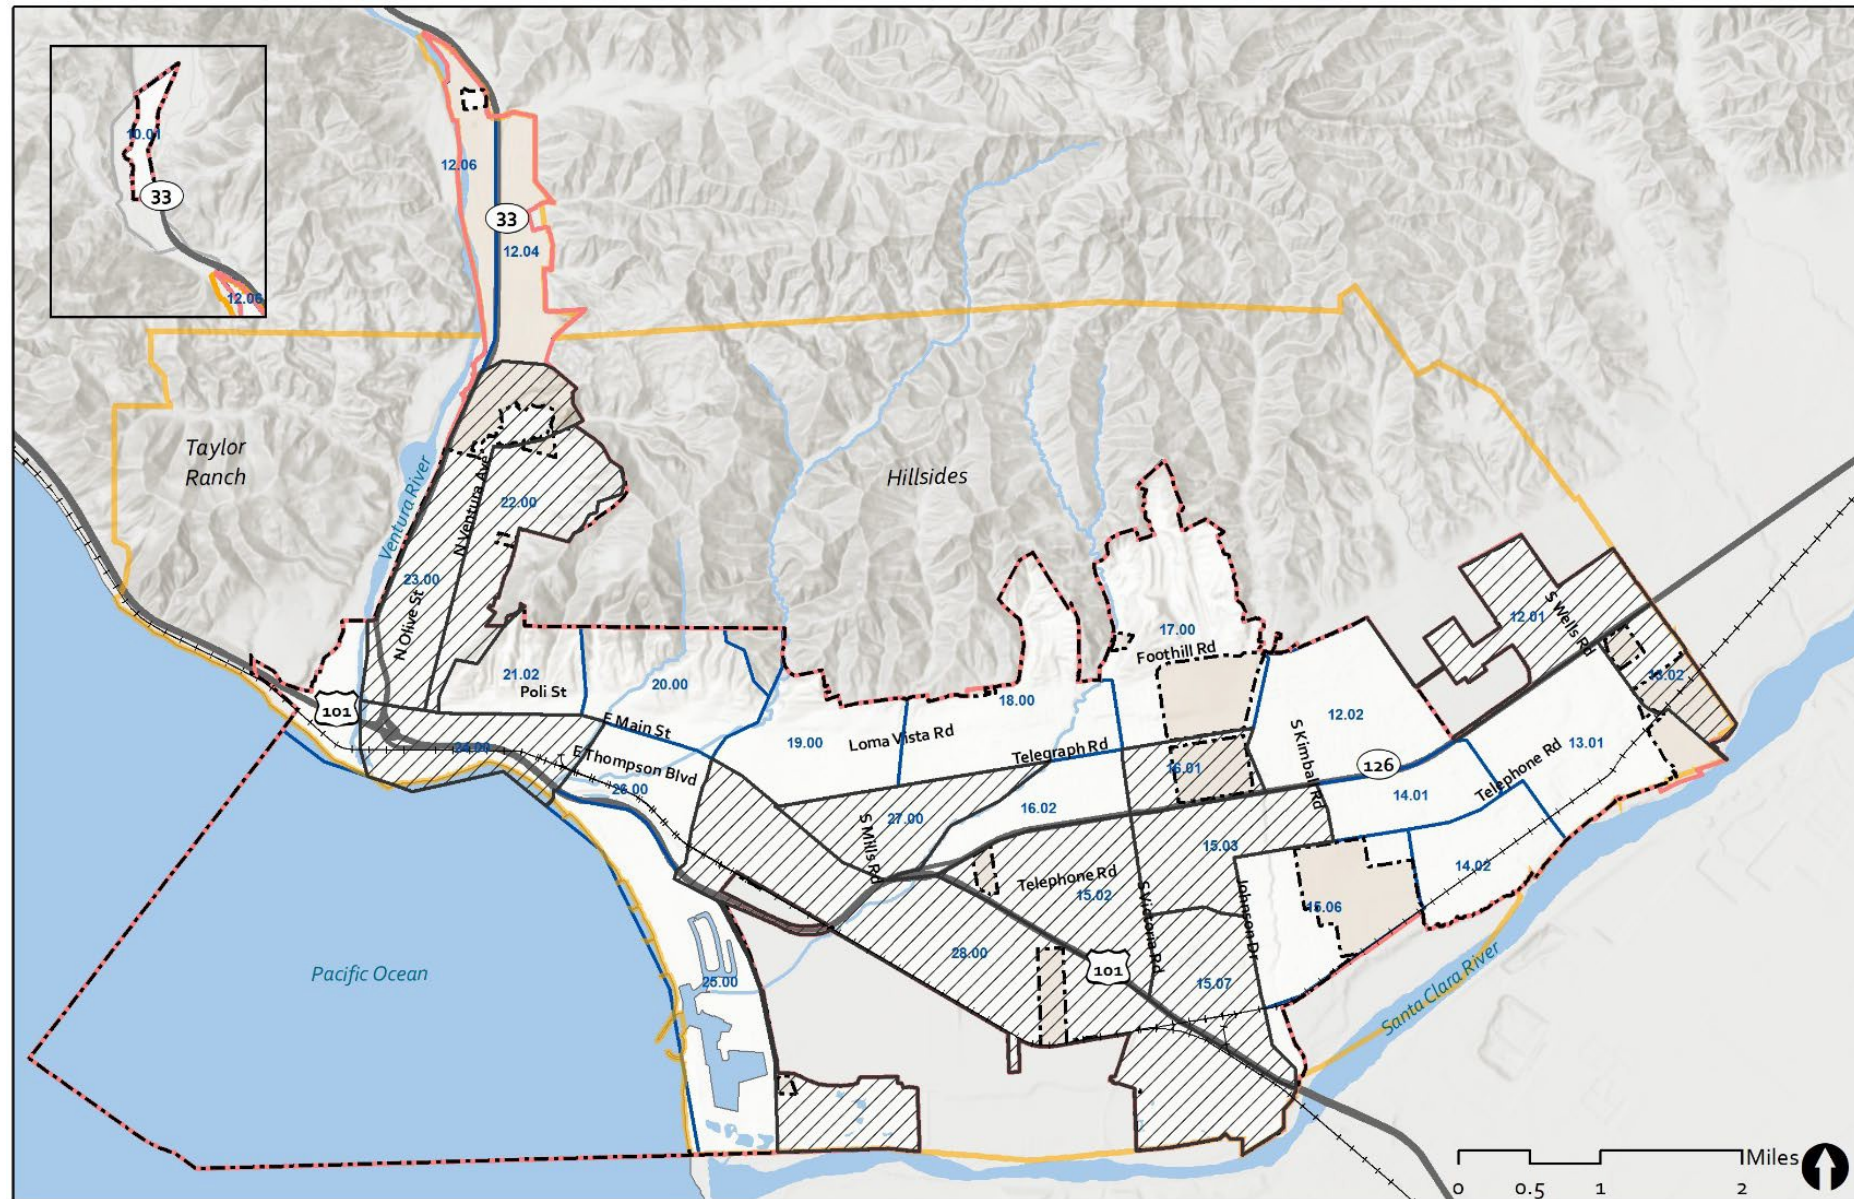 10.01
33
12.06
12.06
33
12.04
Taylor
Ranch
Ventura River
Hillsides
N Ventura Ave
22.00
23.00
N Olive St
17.00
Foothill Rd
12.01
S Wells Rd
13.02
21.02
Poli St
20.00
101
E Main St
18.00
Loma Vista Rd
19.00
Telegraph Rd
12.02
S Kimball Rd
13.01
Telephone Rd
126
24.00
E Thompson Blvd
26.00
16.01
14.01
16.02
27.00
S Mills Rd
15.03
14.02
Telephone Rd
15.02
S Victoria Rd
Johnson Dr
15.06
28.00
101
15.07
Pacific Ocean
25.00
Santa Clara River
Miles
0 0.5 1 2